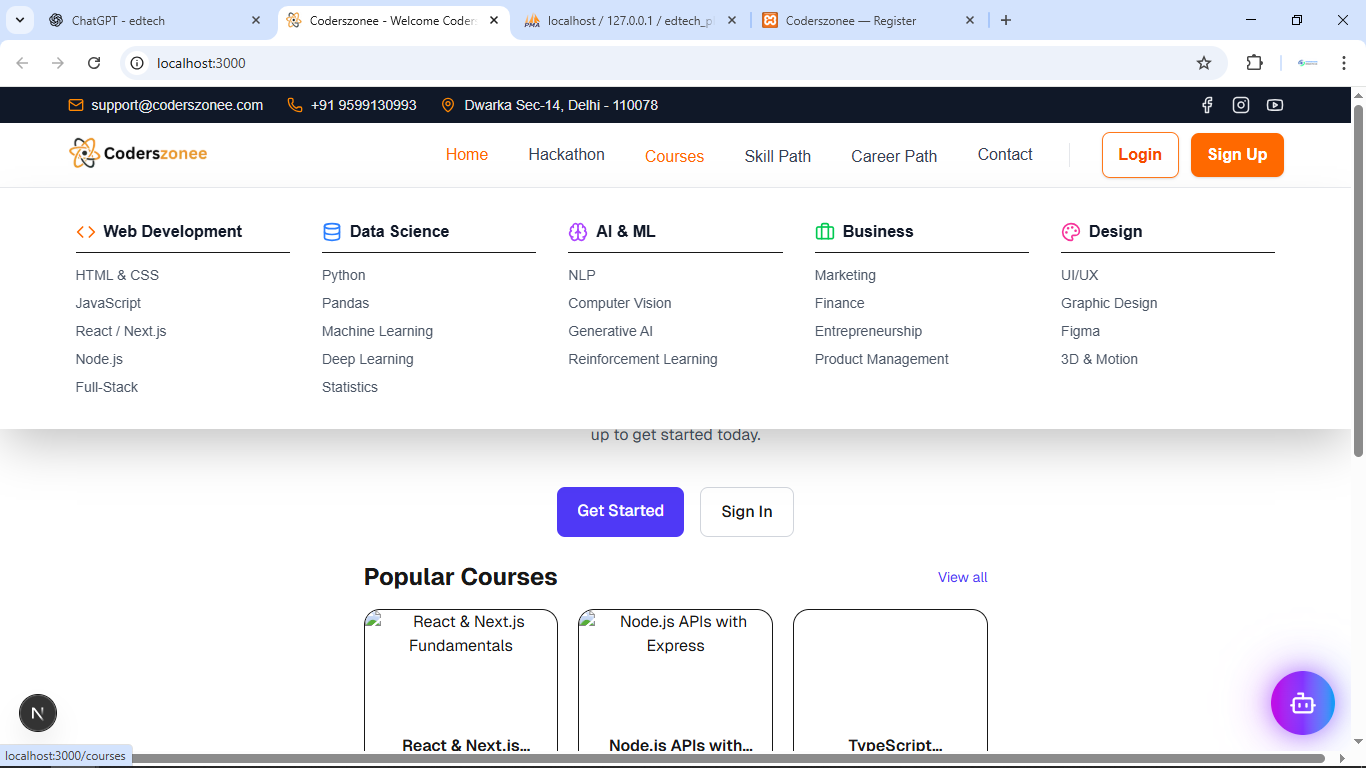 ChatGPT - edtech
Coderszonee - Welcome Coder
localhost / 127.0.0.1 / edtech_p
Coderszonee — Register
localhost:3000
support@coderszonee.com +91 9599130993 Dwarka Sec-14, Delhi - 110078
Coderszonee Home Hackathon Courses Skill Path Career Path Contact Login Sign Up
Web Development
HTML & CSS
JavaScript
React / Next.js
Node.js
Full-Stack
Data Science
Python
Pandas
Machine Learning
Deep Learning
Statistics
AI & ML
NLP
Computer Vision
Generative AI
Reinforcement Learning
Business
Marketing
Finance
Entrepreneurship
Product Management
Design
UI/UX
Graphic Design
Figma
3D & Motion
up to get started today.
Get Started Sign In
Popular Courses View all
React & Next.js
Fundamentals
Node.js APIs with
Express
React & Next.js...
Node.js APIs with...
TypeScript...
N
localhost:3000/courses